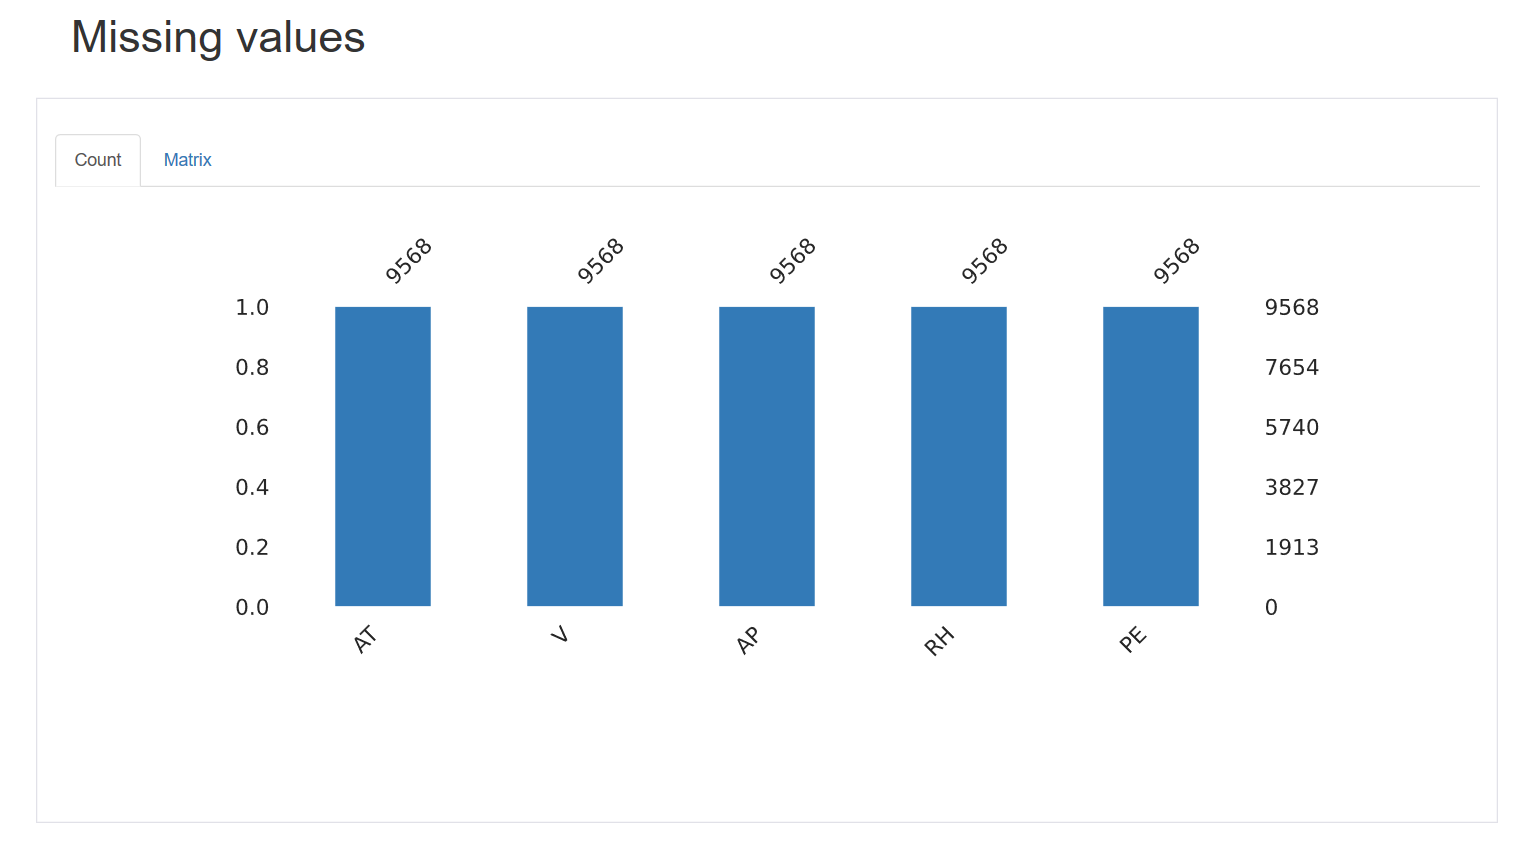 Missing values
Count Matrix
9568 9568 9568 9568 9568
1.0 9568
0.8 7654
0.6 5740
0.4 3827
0.2 1913
0.0 0
AT V AP RH PE